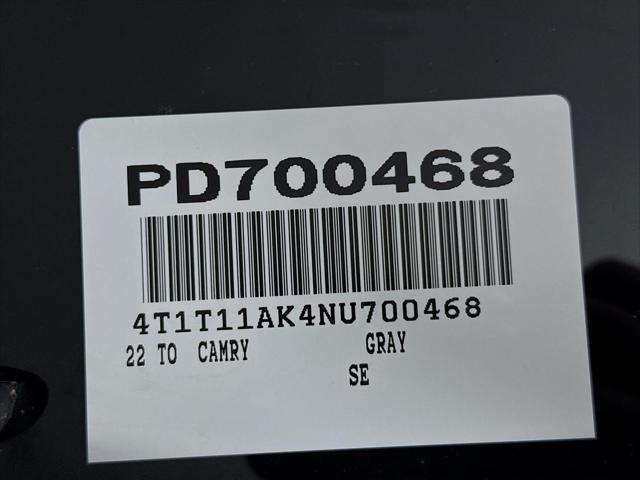 PD700468
4T1T11AK4NU700468
22 TO CAMRY GRAY
SE